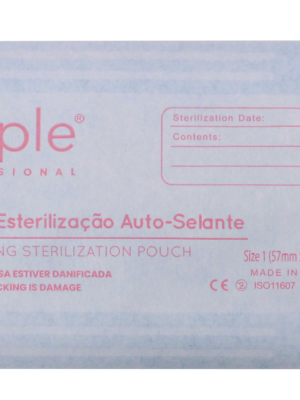 ple®
SIONAL
Sterilization Date:
Contents:
Esterilização Auto-Selante
NG STERILIZATION POUCH
Size 1 (57mm
SA ESTIVER DANIFICADA
MADE IN
CKING IS DAMAGE
CE ISO11607